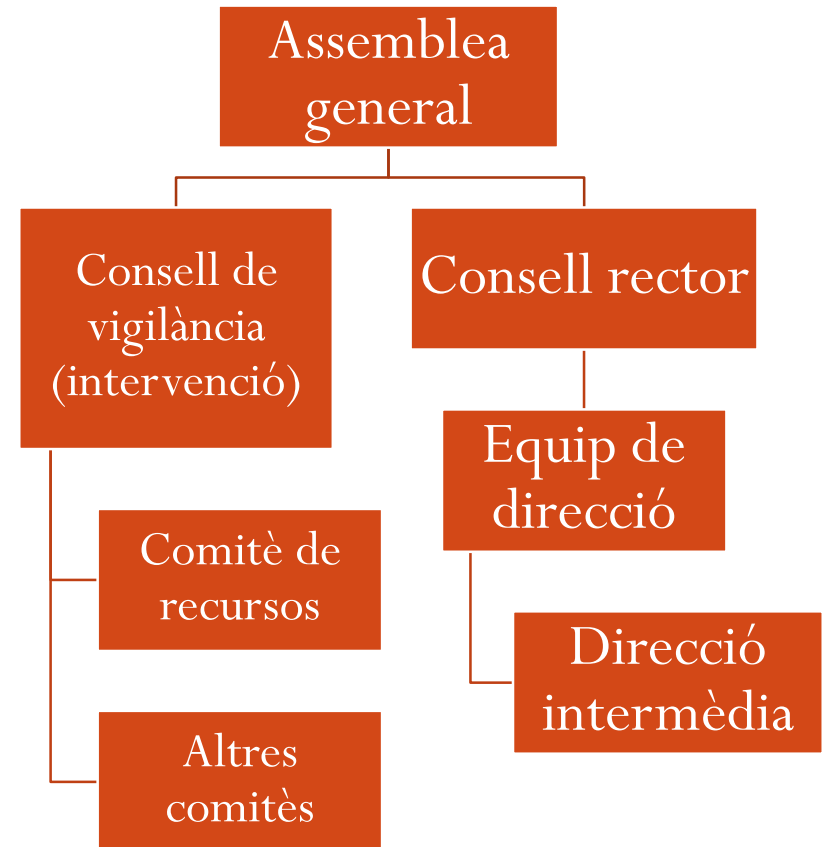 Assemblea
general
Consell de
vigilància
(intervenció)
Consell rector
Equip de
direcció
Comitè de
recursos
Direcció
intermèdia
Altres
comitès